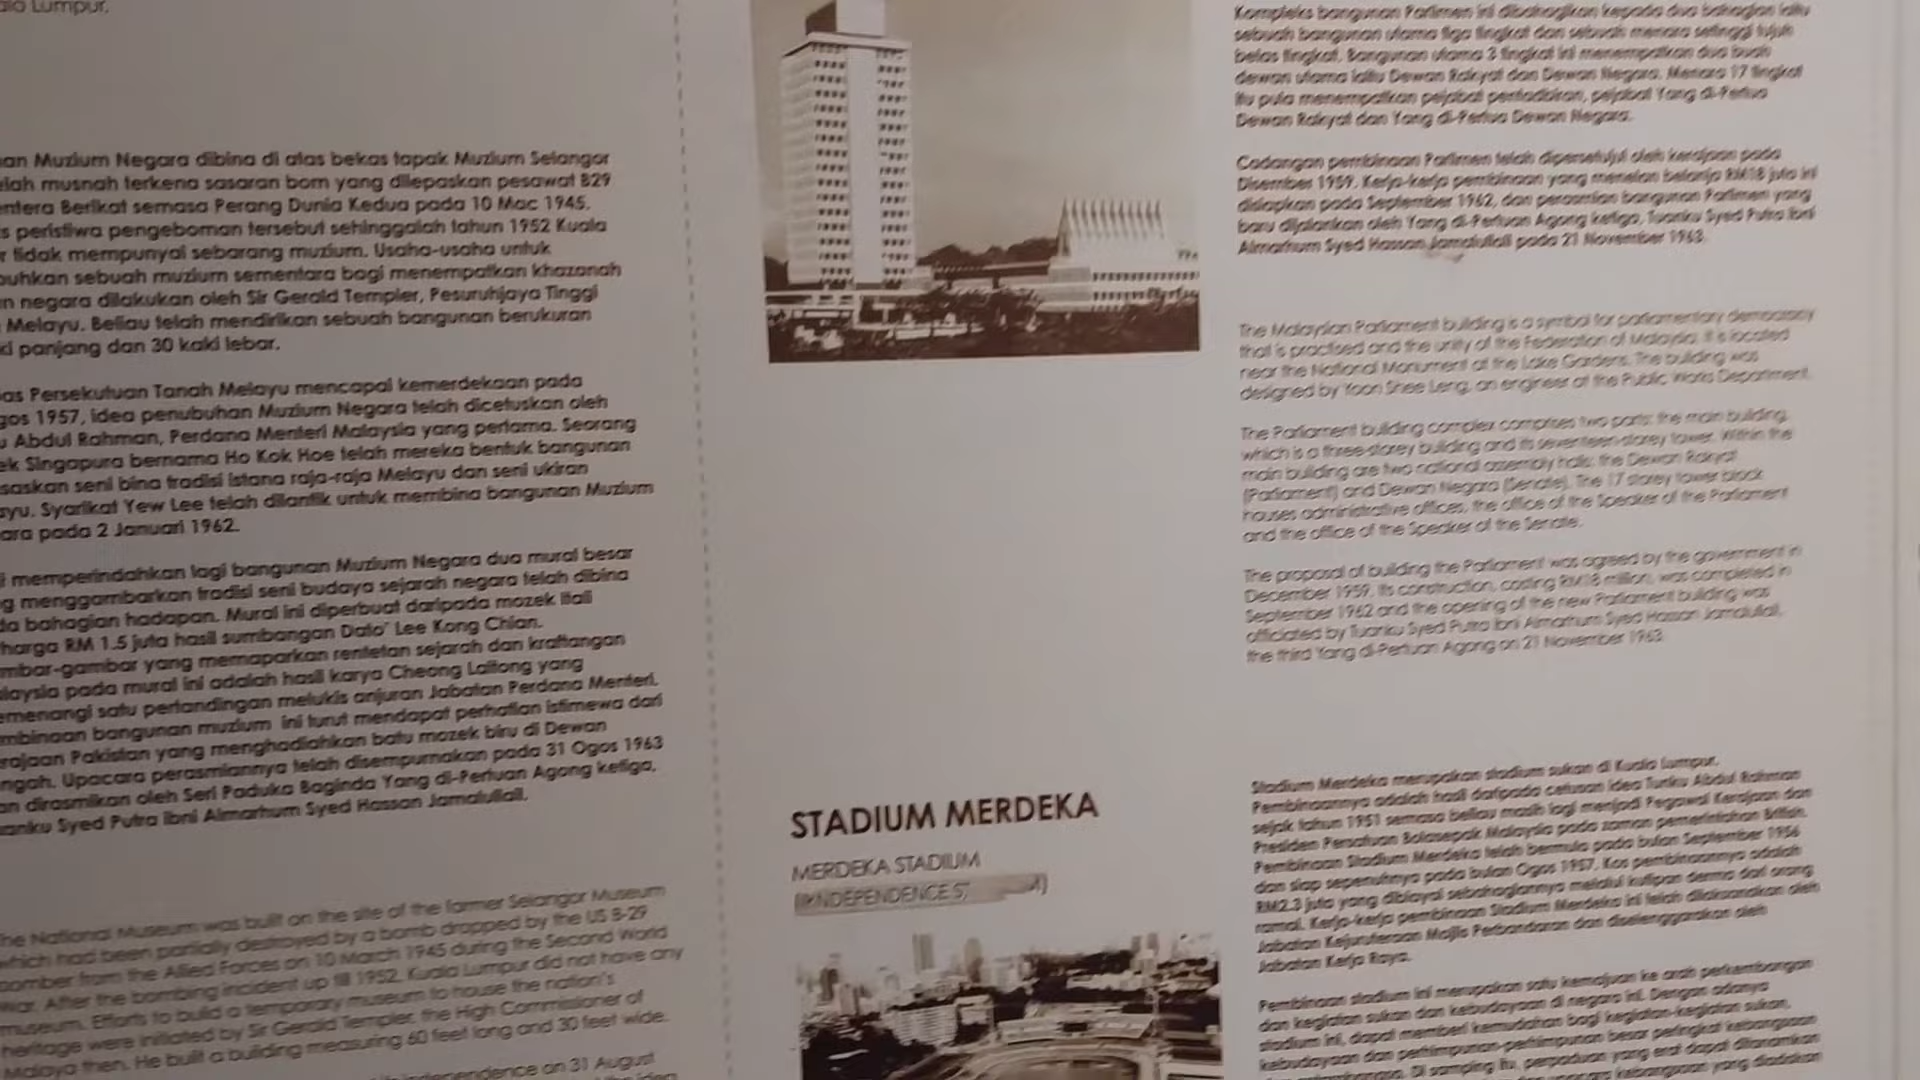 Kuala Lumpur.
an Muzium Negara dibina di atas bekas tapak Muzium Selangor
elah musnah terkena sasaran bom yang dilepaskan pesawat B29
entera Berikat semasa Perang Dunia Kedua pada 10 Mac 1945.
s peristiwa pengeboman tersebut sehinggalah tahun 1952 Kuala
r tidak mempunyai sebarang muzium. Usaha-usaha untuk
buhkan sebuah muzium sementara bagi menempatkan khazanah
n negara dilakukan oleh Sir Gerald Templer, Pesuruhjaya Tinggi
Melayu. Beliau telah mendirikan sebuah bangunan berukuran
ki panjang dan 30 kaki lebar.
as Persekutuan Tanah Melayu mencapai kemerdekaan pada
gos 1957, idea penubuhan Muzium Negara telah dicetuskan oleh
u Abdul Rahman, Perdana Menteri Malaysia yang pertama. Seorang
ek Singapura bernama Ho Kok Hoe telah mereka bentuk bangunan
saskan seni bina tradisi istana raja-raja Melayu dan seni ukiran
ayu. Syarikat Yew Lee telah dilantik untuk membina bangunan Muzium
ara pada 2 Januari 1962.
i memperindahkan lagi bangunan Muzium Negara dua mural besar
g menggambarkan tradisi seni budaya sejarah negara telah dibina
da bahagian hadapan. Mural ini diperbuat daripada mozek Itali
harga RM 1.5 juta hasil sumbangan Dato' Lee Kong Chian.
mbar-gambar yang memaparkan rentetan sejarah dan kraftangan
alaysia pada mural ini adalah hasil karya Cheong Laitong yang
emenangi satu pertandingan melukis anjuran Jabatan Perdana Menteri.
mbinaan bangunan muzium ini turut mendapat perhatian istimewa dari
erajaan Pakistan yang menghadiahkan batu mozek biru di Dewan
ngah. Upacara perasmiannya telah disempurnakan pada 31 Ogos 1963
an dirasmikan oleh Seri Paduka Baginda Yang di-Pertuan Agong ketiga,
uanku Syed Putra Ibni Almarhum Syed Hassan Jamalullail.
The National Museum was built on the site of the farmer Selangor Museum
which had been partially destroyed by a bomb dropped by the US B-29
bomber from the Allied Forces on 10 March 1945 during the Second World
War. After the bombing incident up till 1952, Kuala Lumpur did not have any
museum. Efforts to build a temporary museum to house the nation's
heritage were initiated by Sir Gerald Templer, the High Commissioner of
Malaya then. He built a building measuring 60 feet long and 30 feet wide.
independence on 31 August
the idea
STADIUM MERDEKA
MERDEKA STADIUM
Kompleks bangunan Parlimen ini dibahagikan kepada dua bahagian iaitu
sebuah bangunan utama tiga tingkat dan sebuah menara setinggi tujuh
belas tingkat. Bangunan utama 3 tingkat ini menempatkan dua buah
dewan utama iaitu Dewan Rakyat dan Dewan Negara. Menara 17 tingkat
itu pula menempatkan pejabat pentadbiran, pejabat Yang di-Pertua
Dewan Rakyat dan Yang di-Pertua Dewan Negara.
Cadangan pembinaan Parlimen telah dipersetujui oleh kerajaan pada
Disember 1959. Kerja-kerja pembinaan yang menelan belanja RM18 juta ini
disiapkan pada September 1962, dan perasmian bangunan Parlimen yang
baru dijalankan oleh Yang di-Pertuan Agong ketiga, Tuanku Syed Putra Ibni
Almarhum Syed Hassan Jamalullail pada 21 November 1963.
The Malaysian Parliament building is a symbol for parliamentary democracy
that is practised and the unity of the Federation of Malaysia. It is located
near the National Monument at the Lake Gardens. The building was
designed by Yoon Shee Leng, an engineer at the Public Works Department.
The Parliament building complex comprises two parts: the main building,
which is a three-storey building and its seventeen-storey tower. Within the
main building are two national assembly halls: the Dewan Rakyat
(Parliament) and Dewan Negara (Senate). The 17 storey tower block
houses administrative offices, the office of the Speaker of the Parliament
and the office of the Speaker of the Senate.
The proposal of building the Parliament was agreed by the government in
December 1959. Its construction, costing RM18 million, was completed in
September 1962 and the opening of the new Parliament building was
officiated by Tuanku Syed Putra Ibni Almarhum Syed Hassan Jamalullail,
the third Yang di-Pertuan Agong on 21 November 1963.
Stadium Merdeka merupakan stadium sukan di Kuala Lumpur.
Pembinaannya adalah hasil daripada cetusan idea Tunku Abdul Rahman
sejak tahun 1951 semasa beliau masih lagi menjadi Pegawai Kerajaan dan
Presiden Persatuan Bolasepak Malaysia pada zaman pemerintahan British.
Pembinaan Stadium Merdeka telah bermula pada bulan September 1956
dan siap sepenuhnya pada bulan Ogos 1957. Kos pembinaannya adalah
RM2.3 juta yang dibiayai sebahagiannya melalui kutipan derma dari orang
ramai. Kerja-kerja pembinaan Stadium Merdeka ini telah dilaksanakan oleh
Jabatan Kejuruteraan Majlis Perbandaran dan diselenggarakan oleh
Jabatan Kerja Raya.
Pembinaan stadium ini merupakan satu kemajuan ke arah perkembangan
dan kegiatan sukan dan kebudayaan di negara ini. Dengan adanya
stadium ini, dapat memberi kemudahan bagi kegiatan-kegiatan sukan,
kebudayaan dan perhimpunan-perhimpunan besar peringkat kebangsaan
Di samping itu, perpaduan yang erat dapat ditanamkan
kebangsaan yang diadakan